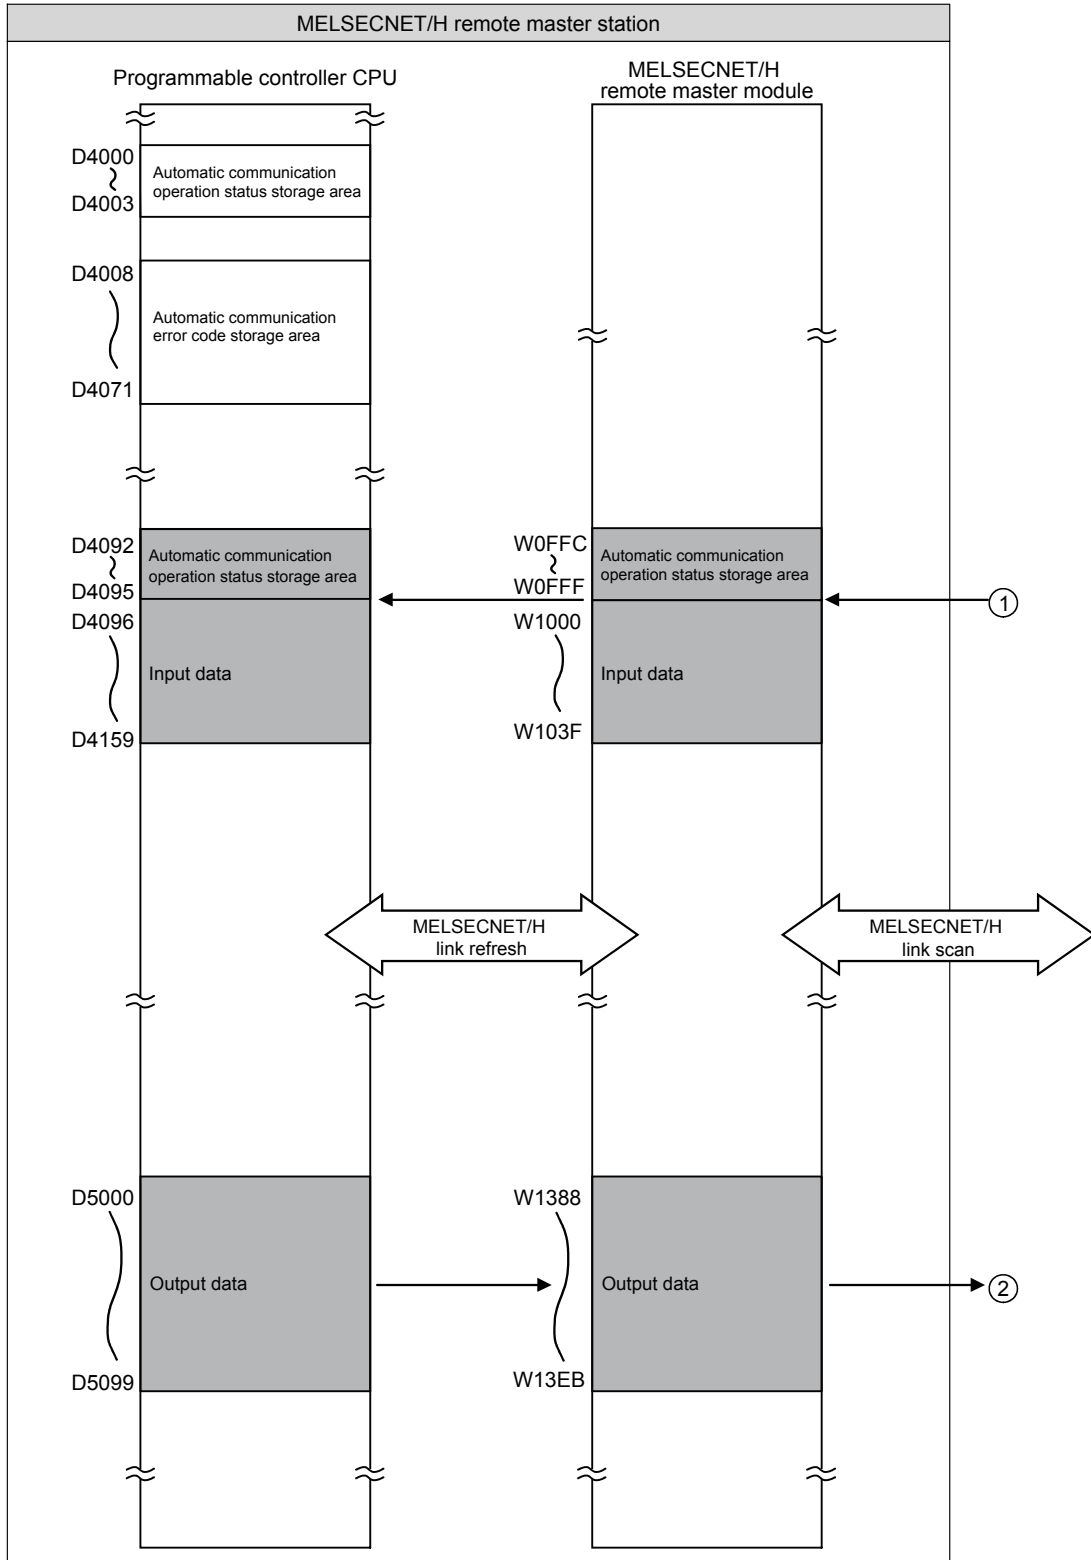 MELSECNET/H remote master station
Programmable controller CPU
MELSECNET/H
remote master module
D4000
D4003
Automatic communication
operation status storage area
D4008
D4071
Automatic communication
error code storage area
D4092
D4095
Automatic communication
operation status storage area
W0FFC
W0FFF
Automatic communication
operation status storage area
1
D4096
D4159
Input data
W1000
W103F
Input data
MELSECNET/H
link refresh
MELSECNET/H
link scan
D5000
D5099
Output data
W1388
W13EB
Output data
2